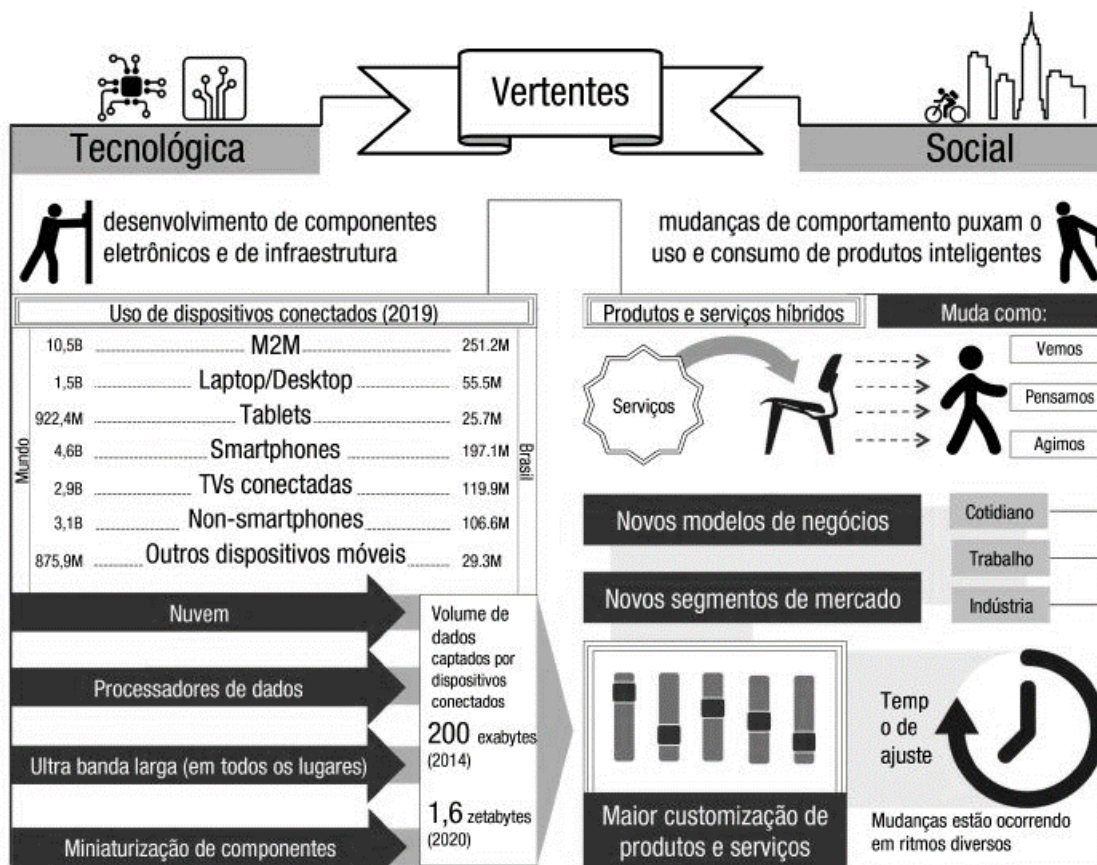 Vertentes
Tecnológica
Social
desenvolvimento de componentes
eletrônicos e de infraestrutura
mudanças de comportamento puxam o
uso e consumo de produtos inteligentes
Uso de dispositivos conectados (2019)
Mundo
Brasil
10,5B M2M 251.2M
1,5B Laptop/Desktop 55.5M
922,4M Tablets 25.7M
4,6B Smartphones 197.1M
2,9B TVs conectadas 119.9M
3,1B Non-smartphones 106.6M
875,9M Outros dispositivos móveis 29.3M
Nuvem
Processadores de dados
Ultra banda larga (em todos os lugares)
Miniaturização de componentes
Volume de
dados
captados por
dispositivos
conectados
200 exabytes
(2014)
1,6 zetabytes
(2020)
Produtos e serviços híbridos
Serviços
Muda como:
Vemos
Pensamos
Agimos
Novos modelos de negócios
Novos segmentos de mercado
Cotidiano
Trabalho
Indústria
Maior customização de
produtos e serviços
Temp
o de
ajuste
Mudanças estão ocorrendo
em ritmos diversos